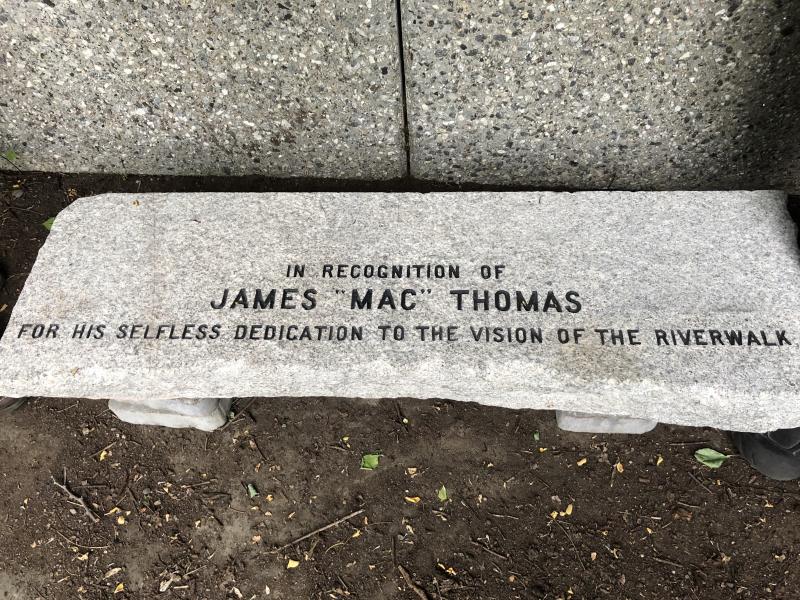 IN RECOGNITION OF
JAMES "MAC" THOMAS
FOR HIS SELFLESS DEDICATION TO THE VISION OF THE RIVERWALK